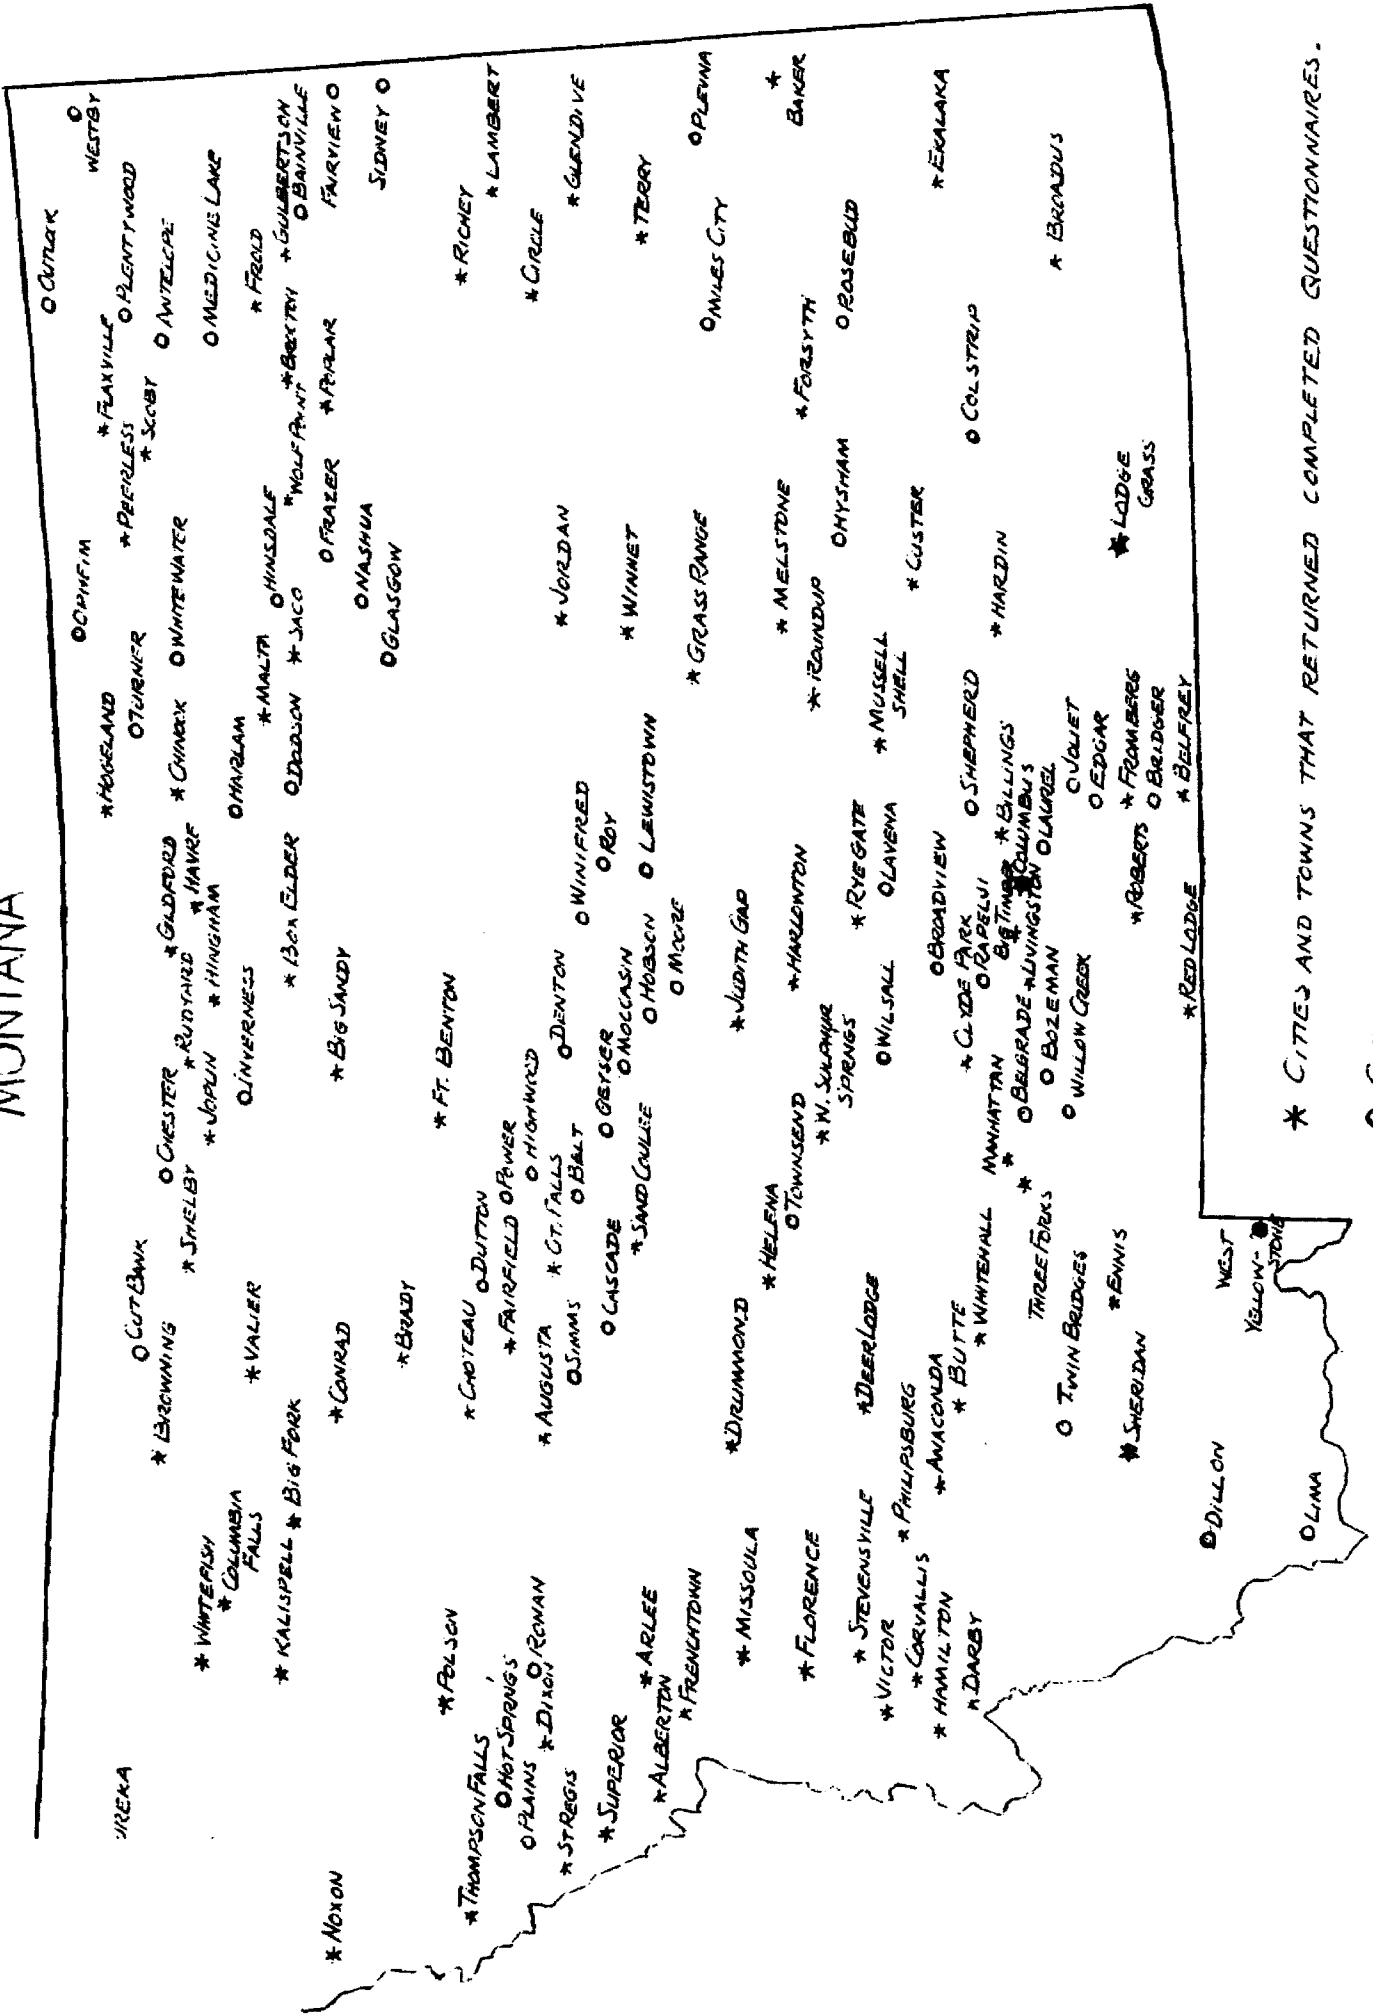 MONTANA
UREKA
* NOXON
* WHITEFISH
* COLUMBIA
FALLS
* KALISPELL
* BIG FORK
* POLSON
* THOMPSON FALLS
O HOT SPRNGS
O PLAINS
O RONAN
* DIXON
* ST REGIS
* SUPERIOR
* ARLEE
* ALBERTON
* FRENCHTOWN
* MISSOULA
* FLORENCE
* STEVENSVILLE
* VICTOR
* CORVALLIS
* HAMILTON
* DARBY
O CUT BANK
* BROWNING
* SHELBY
* VALIER
* CONRAD
* BRADY
* CHOTEAU
O DUTTON
* FAIRFIELD
O POWER
O HIGHWOOD
* AUGUSTA
* GT. FALLS
O SIMMS
O BELT
O CASCADE
* SAND COULEE
O GEYSER
* DRUMMOND
* HELENA
O TOWNSEND
* W. SULPHUR
SPRNGS
* DEER LODGE
* PHILIPSBURG
* ANACONDA
* BUTTE
* WHITEHALL
THREE FORKS *
O TWIN BRIDGES
* ENNIS
* SHERIDAN
O DILLON
O LIMA
WEST
YELLOW-
STONE
O CHESTER
* JOPLIN
* RUDYARD
* GILDFORD
* HINGHAM
* HAVRE
O INVERNESS
* BOX ELDER
* BIG SANDY
* FT. BENTON
O DENTON
O WINIFRED
O ROY
O MOCCASIN
O HOBSON
O LEWISTOWN
O MOORE
* JUDITH GAP
* HARLOWTON
* RYEGATE
O LAVENA
O WILSALL
O BROADVIEW
* CLYDE PARK
O RAPELJI
MANHATTAN *
O BELGRADE
* LIVINGSTON
BIG TIMBER
* COLUMBUS
O BOZEMAN
O WILLOW CREEK
O LAUREL
* BILLINGS
O SHEPHERD
O JOLIET
O EDGAR
* FROMBERG
O BRIDGER
* BELFREY
* ROBERTS
* RED LODGE
* HOGELAND
O TURNER
* CHINOOK
O WHITEWATER
O HARLAM
* MALTA
O DODSON
* SACO
O HINSDALE
O OPHEIM
* PEERLESS
* SCOBY
* FLAXVILLE
O OUTLOOK
O WESTBY
O PLENTYWOOD
O ANTELOPE
O MEDICINE LAKE
* FROID
* CULBERTSON
O BAINVILLE
FAIRVIEW O
SIDNEY O
* WOLF POINT
* BROCKTON
* POPLAR
O FRAZER
O NASHUA
O GLASGOW
* RICHEY
* LAMBERT
* CIRCLE
* GLENDIVE
* TERRY
* JORDAN
* WINNET
* GRASS RANGE
O MILES CITY
O PLEVNA
* BAKER
* MELSTONE
* ROUNDUP
* FORSYTH
O ROSEBUD
O HYSHAM
* MUSSELL
SHELL
* CUSTER
* EKALAKA
O COLSTRIP
* HARDIN
* BROADUS
* LODGE
GRASS
* CITIES AND TOWNS THAT RETURNED COMPLETED QUESTIONNAIRES.